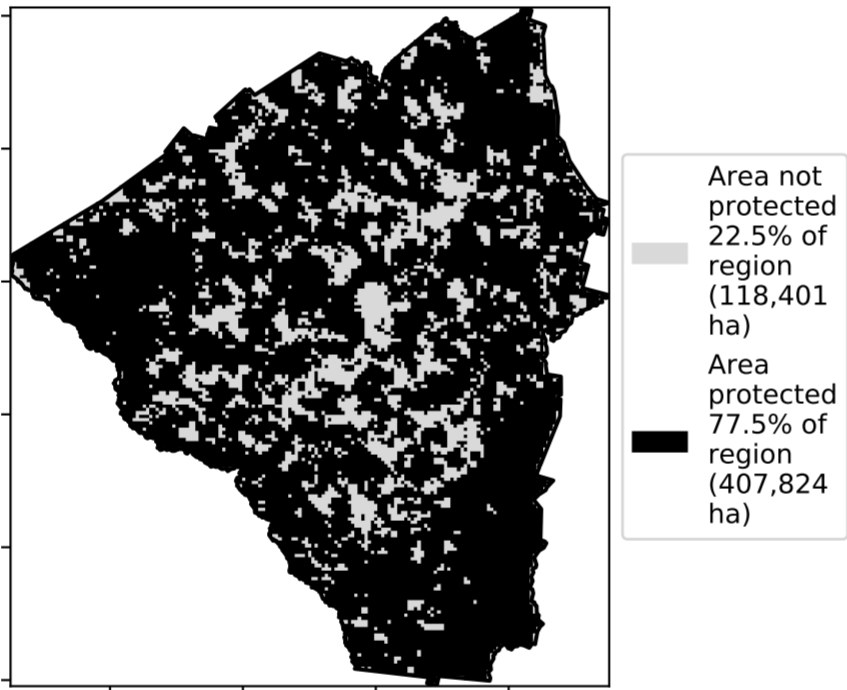 Area not
protected
22.5% of
region
(118,401
ha)
Area
protected
77.5% of
region
(407,824
ha)